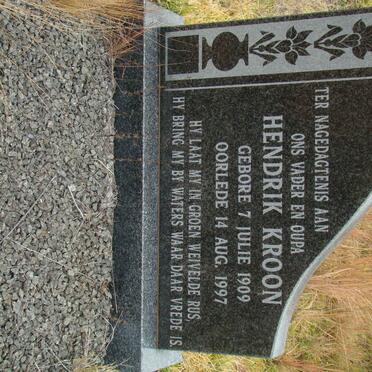 TER NAGEDAGTENIS AAN
ONS VADER EN OUPA
HENDRIK KROON
GEBORE 7 JULIE 1909
OORLEDE 14 AUG. 1997
HY LAAT MY IN GROEN WEIVELDE RUS.
HY BRING MY BY WATERS WAAR DAAR VREDE IS.